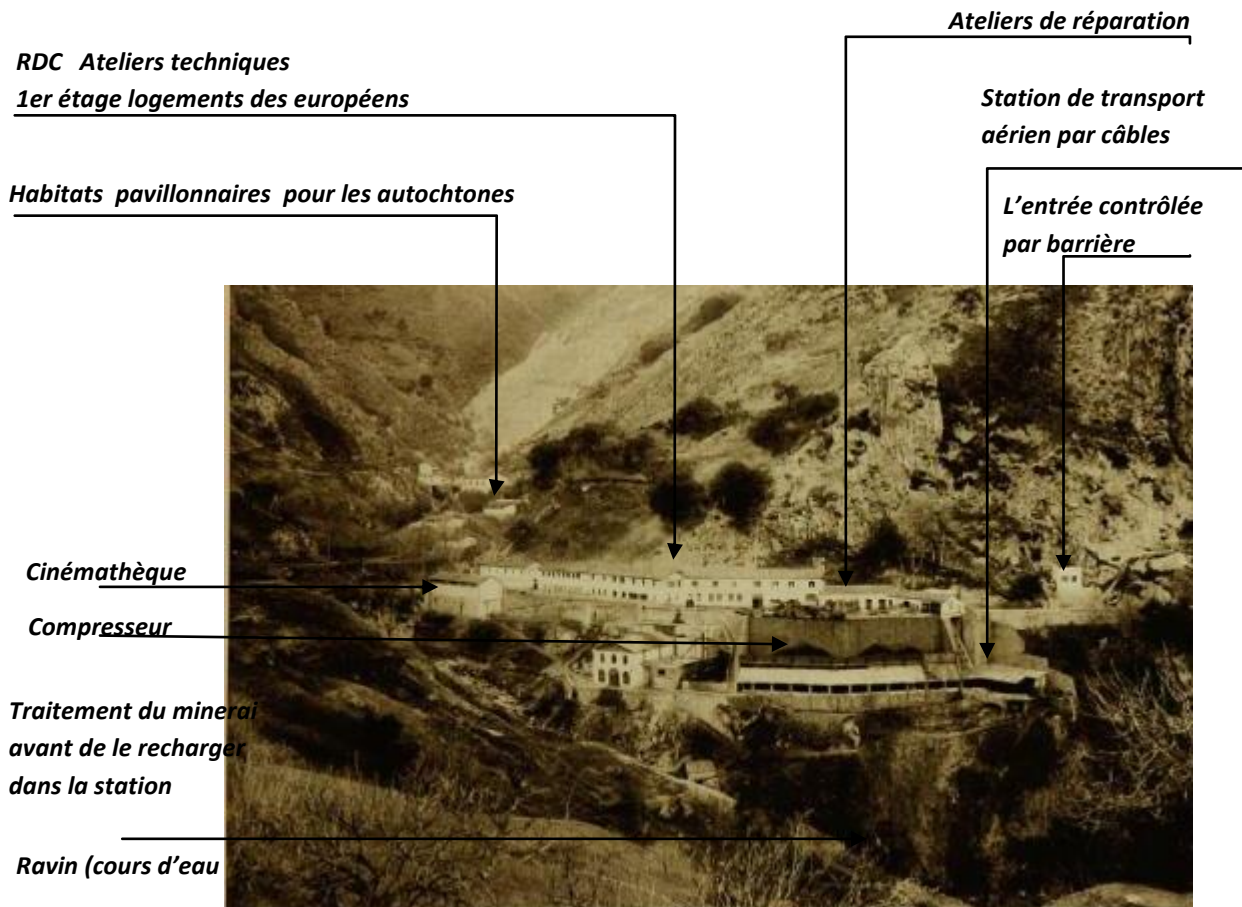 Ateliers de réparation
RDC Ateliers techniques
1er étage logements des européens
Station de transport
aérien par câbles
Habitats pavillonnaires pour les autochtones
L’entrée contrôlée
par barrière
Cinémathèque
Compresseur
Traitement du minerai
avant de le recharger
dans la station
Ravin (cours d’eau